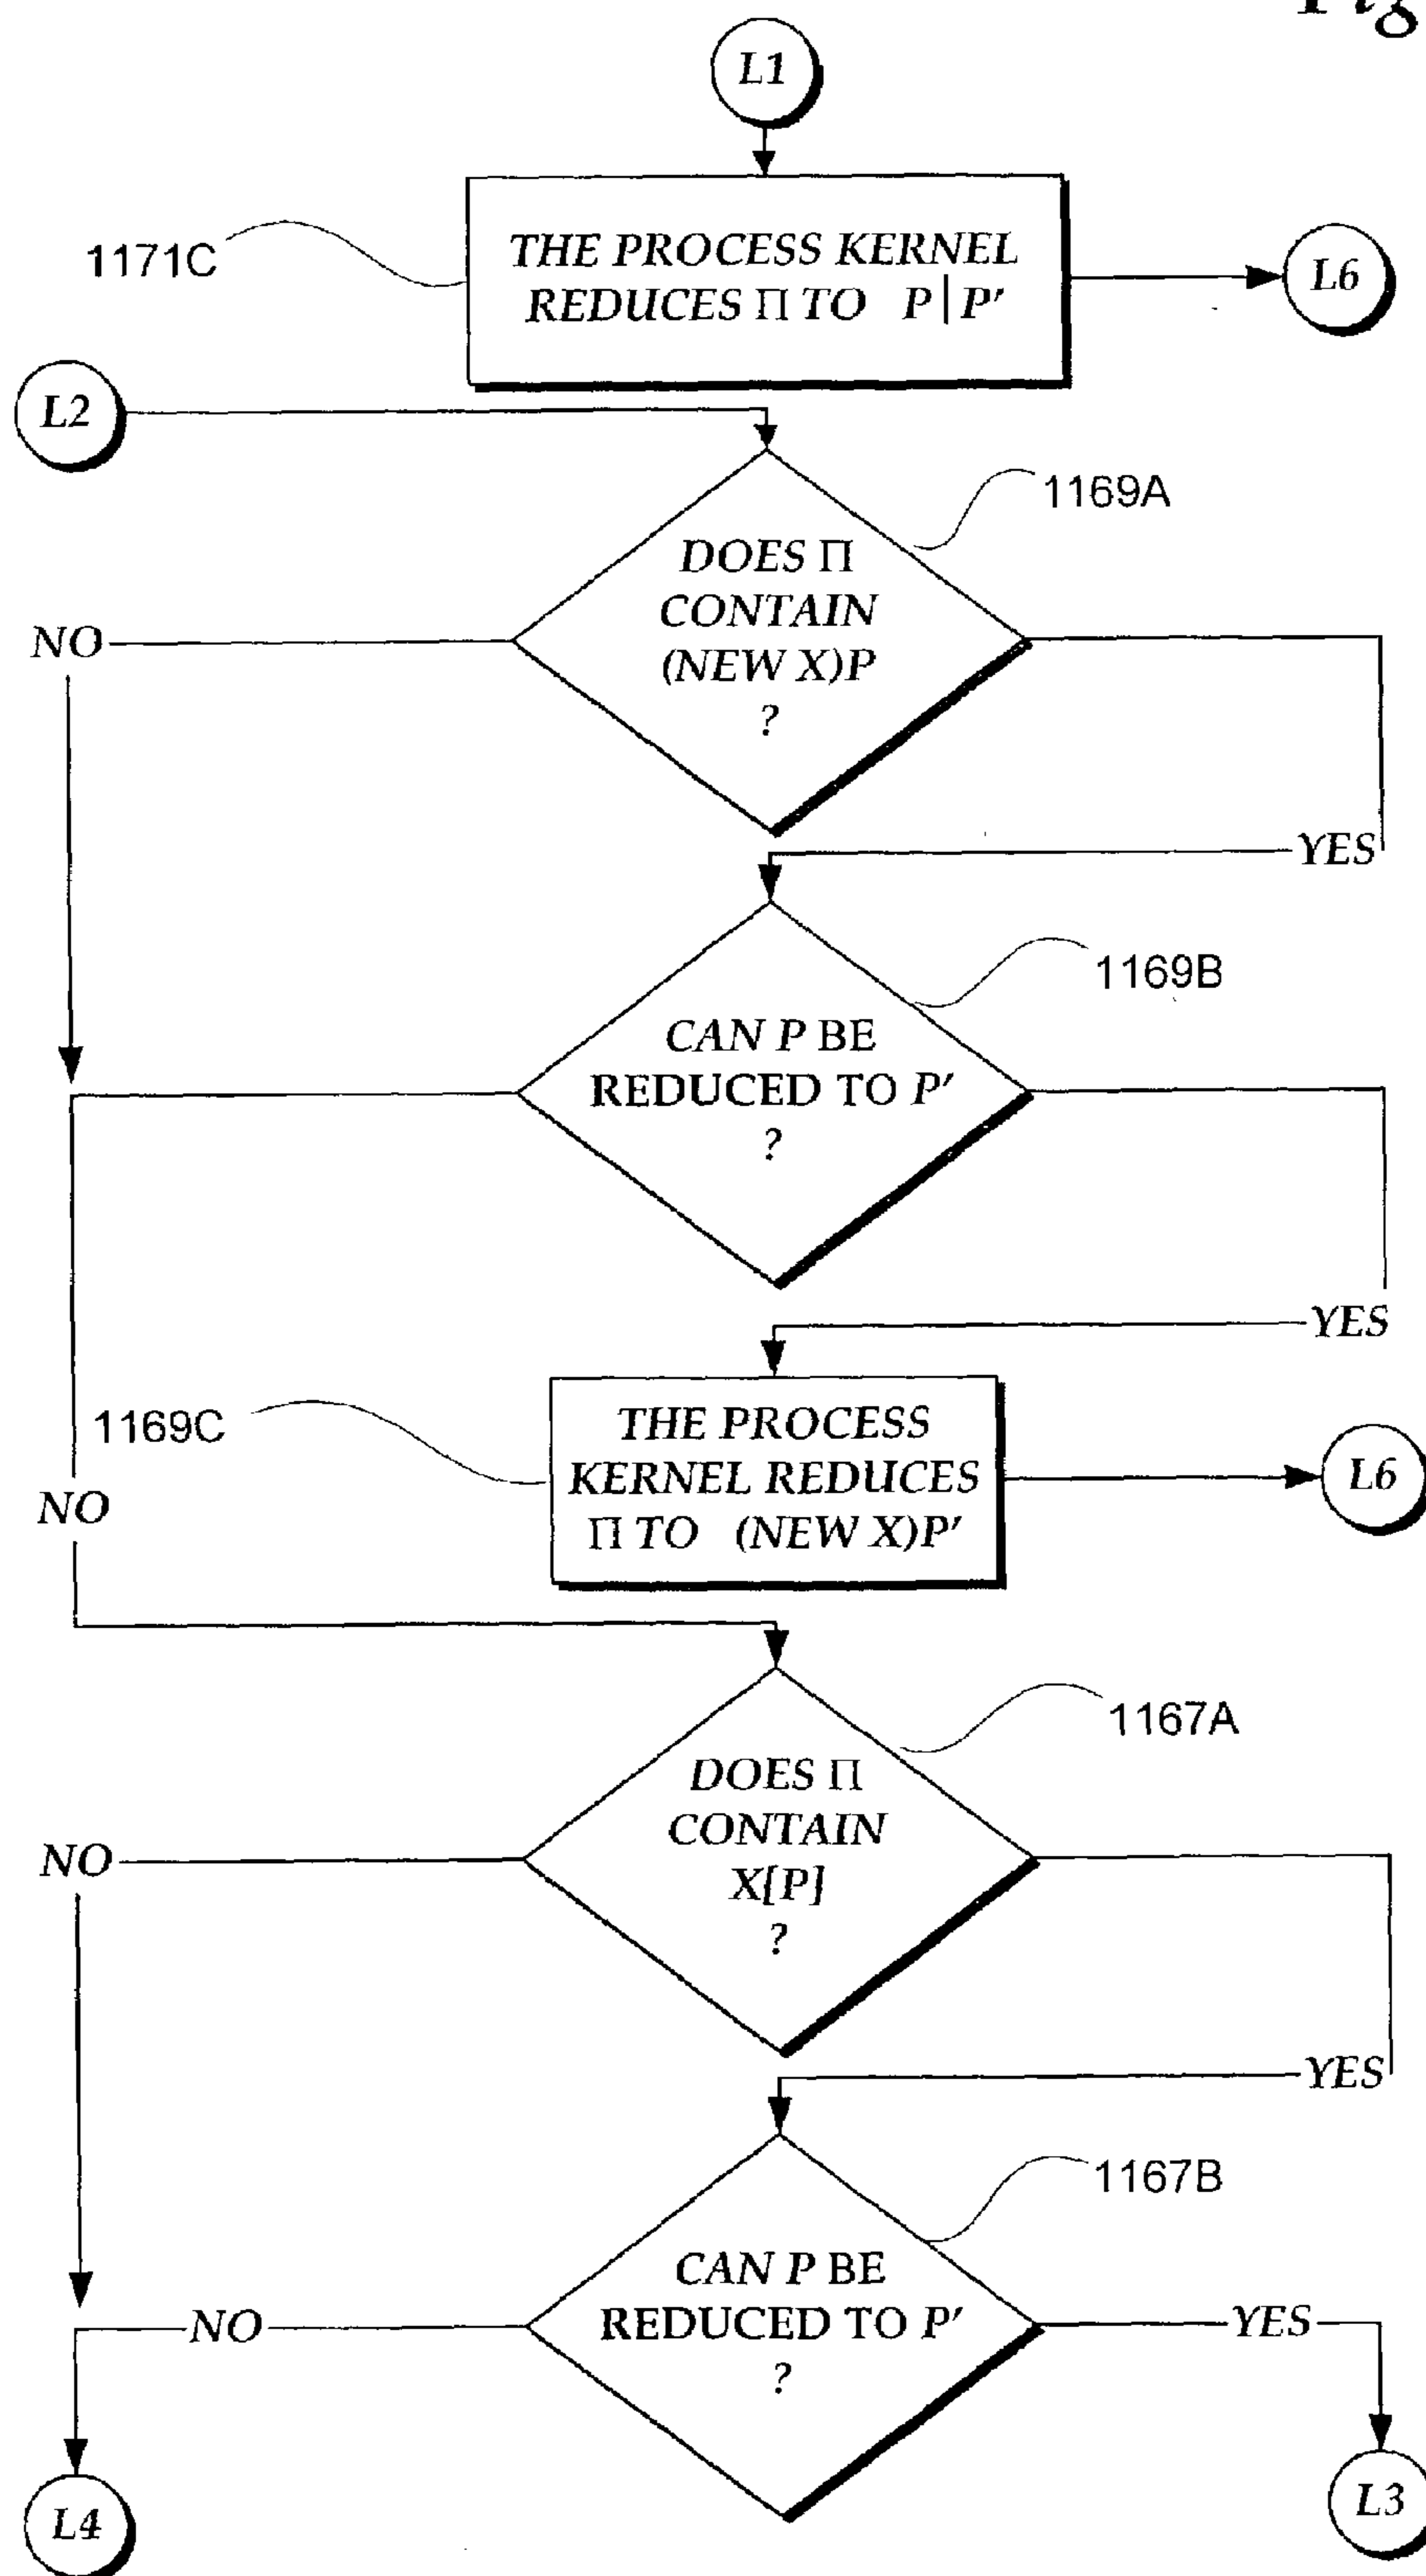 Fig
L1
1171C
THE PROCESS KERNEL
REDUCES Π TO P|P'
L6
L2
1169A
DOES Π
CONTAIN
(NEW X)P
?
NO
YES
1169B
CAN P BE
REDUCED TO P'
?
YES
1169C
THE PROCESS
KERNEL REDUCES
Π TO (NEW X)P'
L6
NO
1167A
DOES Π
CONTAIN
X[P]
?
NO
YES
1167B
CAN P BE
REDUCED TO P'
?
NO
YES
L4
L3